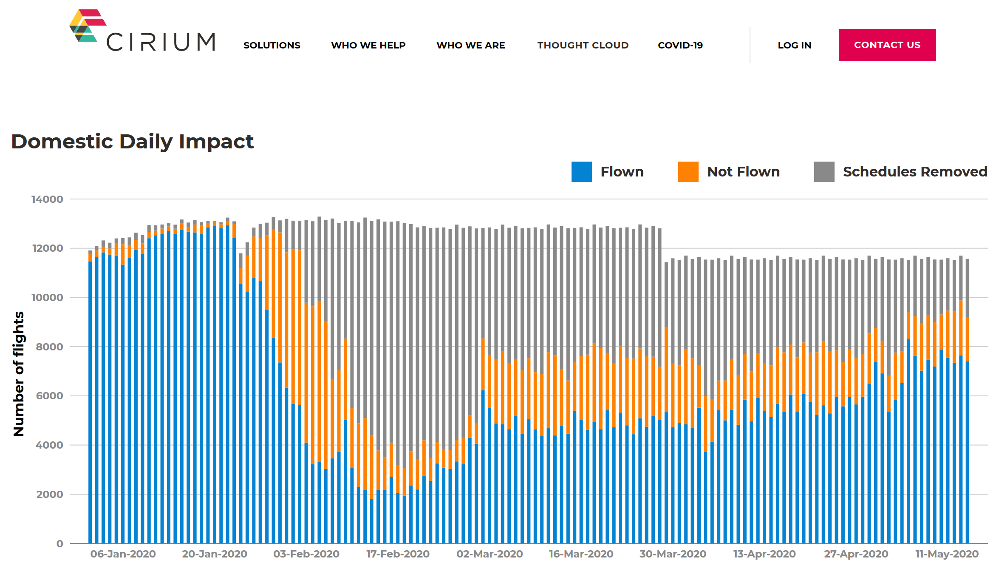 CIRIUM
SOLUTIONS WHO WE HELP WHO WE ARE THOUGHT CLOUD COVID-19 LOG IN CONTACT US
Domestic Daily Impact
Flown Not Flown Schedules Removed
14000
12000
10000
8000
6000
4000
2000
0
Number of flights
06-Jan-2020 20-Jan-2020 03-Feb-2020 17-Feb-2020 02-Mar-2020 16-Mar-2020 30-Mar-2020 13-Apr-2020 27-Apr-2020 11-May-2020